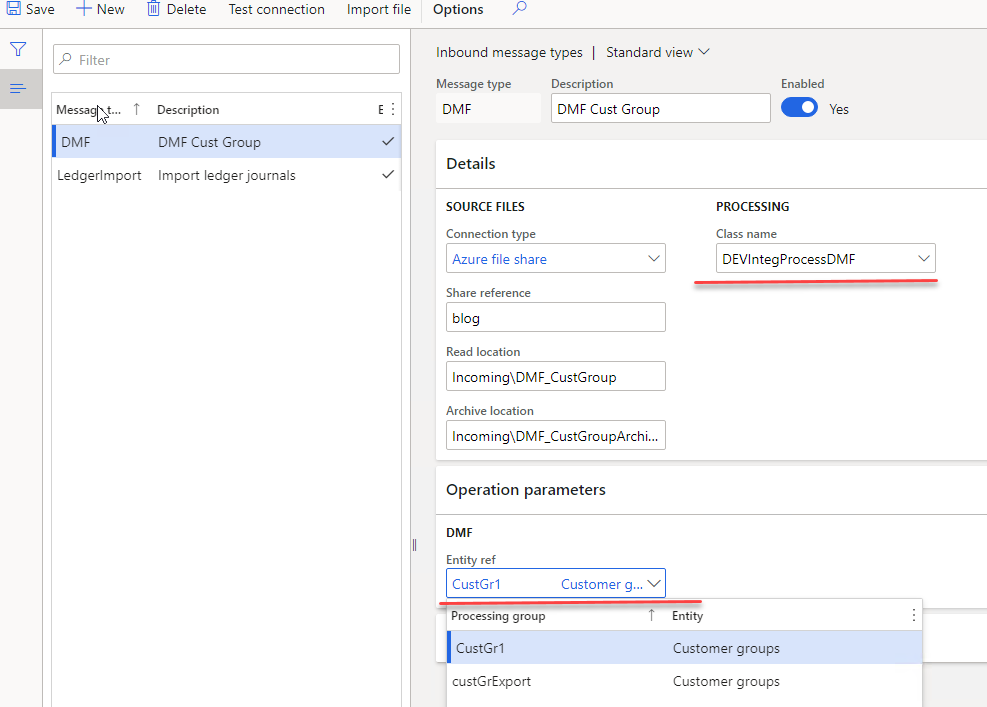 Save New Delete Test connection Import file Options
Filter
Message t... Description E
DMF DMF Cust Group
LedgerImport Import ledger journals
Inbound message types | Standard view
Message type Description Enabled
DMF DMF Cust Group Yes
Details
SOURCE FILES PROCESSING
Connection type Class name
Azure file share DEVIntegProcessDMF
Share reference
blog
Read location
Incoming\DMF_CustGroup
Archive location
Incoming\DMF_CustGroupArchi...
Operation parameters
DMF
Entity ref
CustGr1 Customer g...
Processing group Entity
CustGr1 Customer groups
custGrExport Customer groups